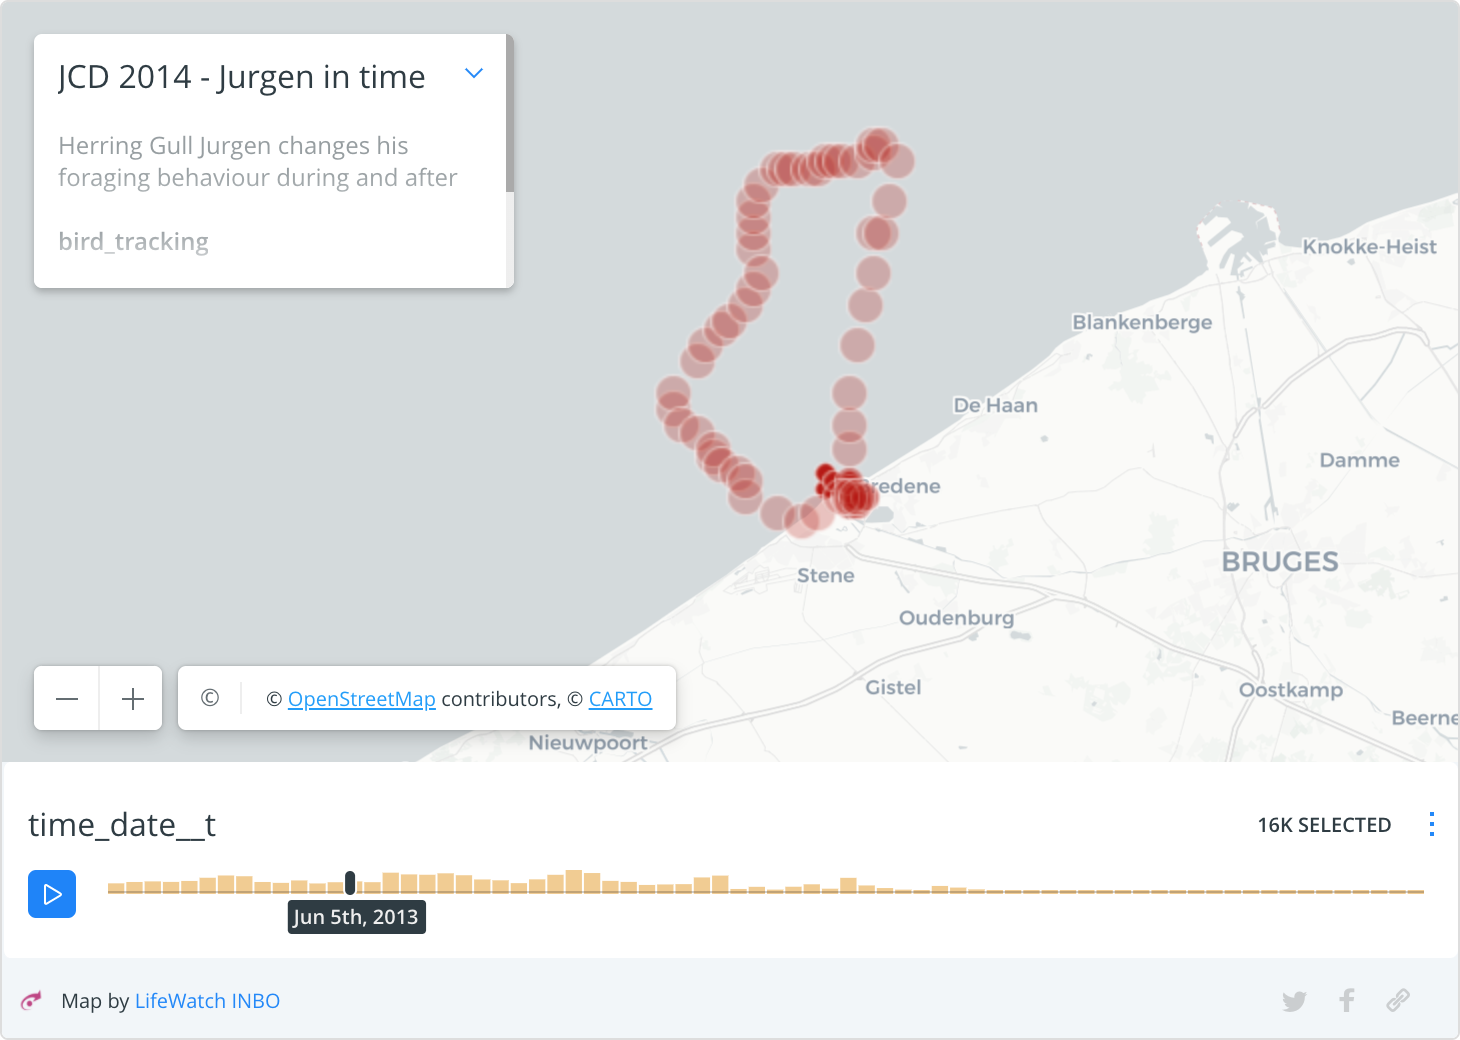 JCD 2014 - Jurgen in time
Herring Gull Jurgen changes his
foraging behaviour during and after
bird_tracking
Knokke-Heist
Blankenberge
De Haan
Damme
Bredene
BRUGES
Stene
Oudenburg
Gistel
Oostkamp
Beerne
Nieuwpoort
©
© OpenStreetMap contributors, © CARTO
time_date__t
16K SELECTED
Jun 5th, 2013
Map by LifeWatch INBO